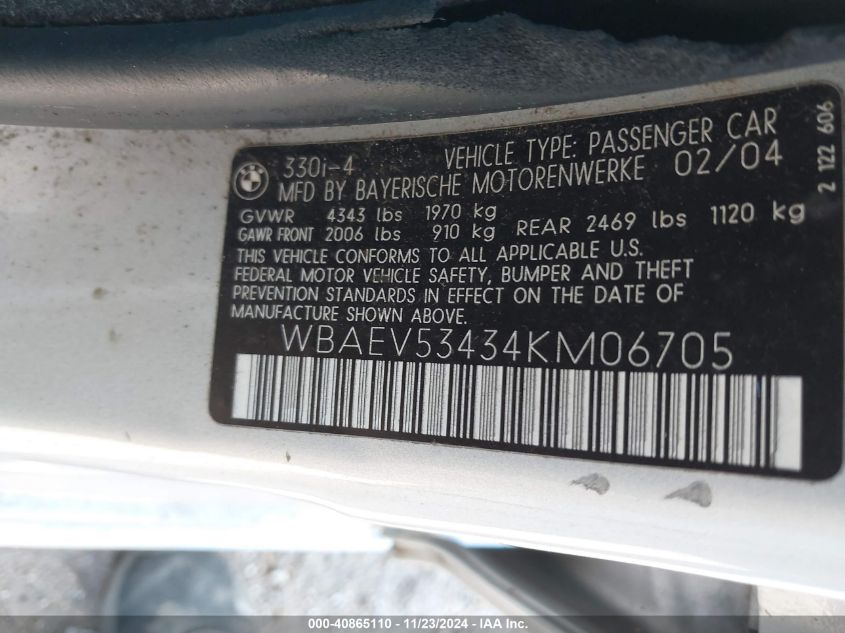 330i-4 VEHICLE TYPE: PASSENGER CAR
MFD BY BAYERISCHE MOTORENWERKE 02/04
GVWR 4343 lbs 1970 kg
GAWR FRONT 2006 lbs 910 kg REAR 2469 lbs 1120 kg
THIS VEHICLE CONFORMS TO ALL APPLICABLE U.S.
FEDERAL MOTOR VEHICLE SAFETY, BUMPER AND THEFT
PREVENTION STANDARDS IN EFFECT ON THE DATE OF
MANUFACTURE SHOWN ABOVE.
WBAEV53434KM06705
2 122 606
000-40865110 - 11/23/2024 - IAAI.com